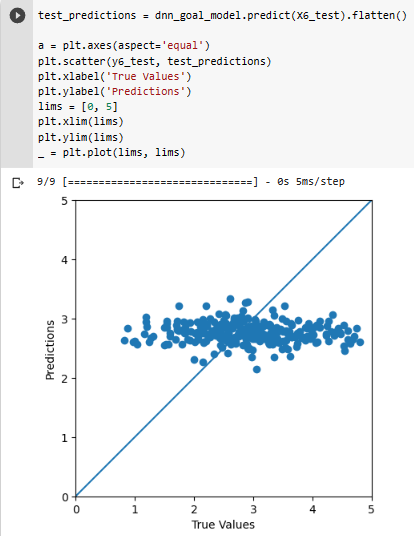 test_predictions = dnn_goal_model.predict(X6_test).flatten()
a = plt.axes(aspect='equal')
plt.scatter(y6_test, test_predictions)
plt.xlabel('True Values')
plt.ylabel('Predictions')
lims = [0, 5]
plt.xlim(lims)
plt.ylim(lims)
_ = plt.plot(lims, lims)
9/9 [==============================] - 0s 5ms/step
5
4
3
Predictions
2
1
0
0 1 2 3 4 5
True Values